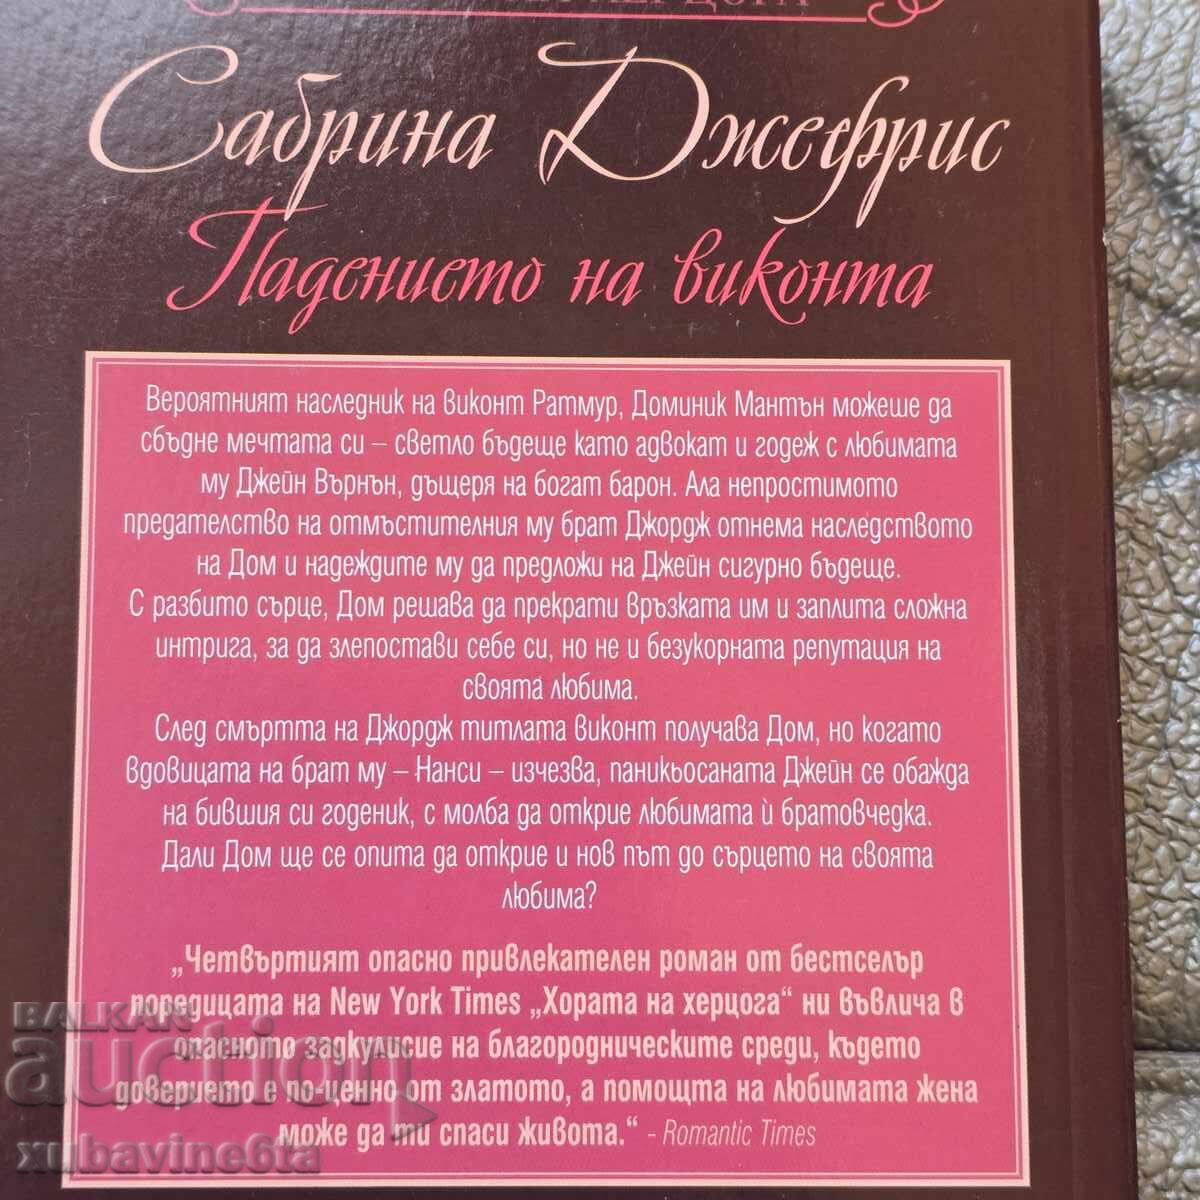 Сабрина Джефрис
Падението на виконта
Вероятният наследник на виконт Ратмур, Доминик Мантън можеше да
сбъдне мечтата си – светло бъдеще като адвокат и годеж с любимата
му Джейн Върнън, дъщеря на богат барон. Ала непростимото
предателство на отмъстителния му брат Джордж отнема наследството
на Дом и надеждите му да предложи на Джейн сигурно бъдеще.
С разбито сърце, Дом решава да прекрати връзката им и заплита сложна
интрига, за да злепостави себе си, но не и безукорната репутация на
своята любима.
След смъртта на Джордж титлата виконт получава Дом, но когато
вдовицата на брат му – Нанси – изчезва, паникьосаната Джейн се обажда
на бившия си годеник, с молба да открие любимата ѝ братовчедка.
Дали Дом ще се опита да открие и нов път до сърцето на своята
любима?
„Четвъртият опасно привлекателен роман от бестселър
поредицата на New York Times „Хората на херцога“ ни въвлича в
опасното задкулисие на благородническите среди, където
доверието е по-ценно от златото, а помощта на любимата жена
може да ти спаси живота.“ - Romantic Times
BALKAN
auction
xubavine6ta